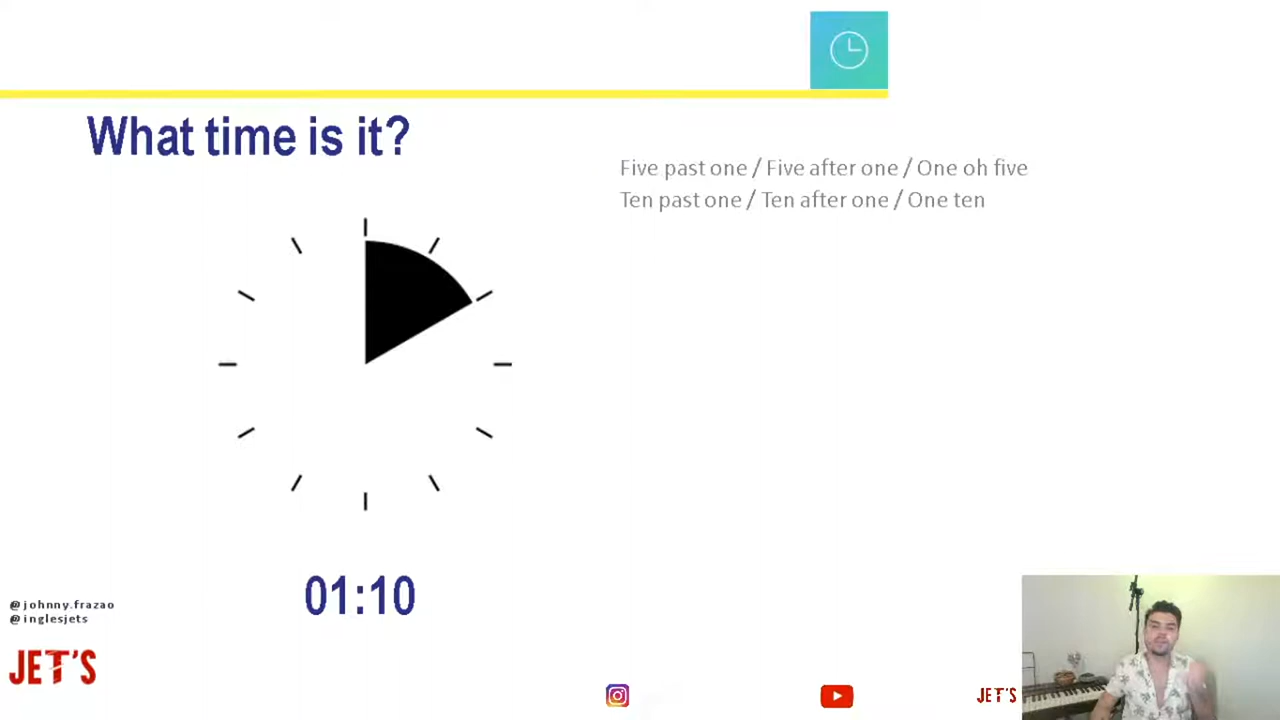 What time is it?
Five past one / Five after one / One oh five
Ten past one / Ten after one / One ten
01:10
@johnny.frazao
@inglesjets
JET'S
JET'S